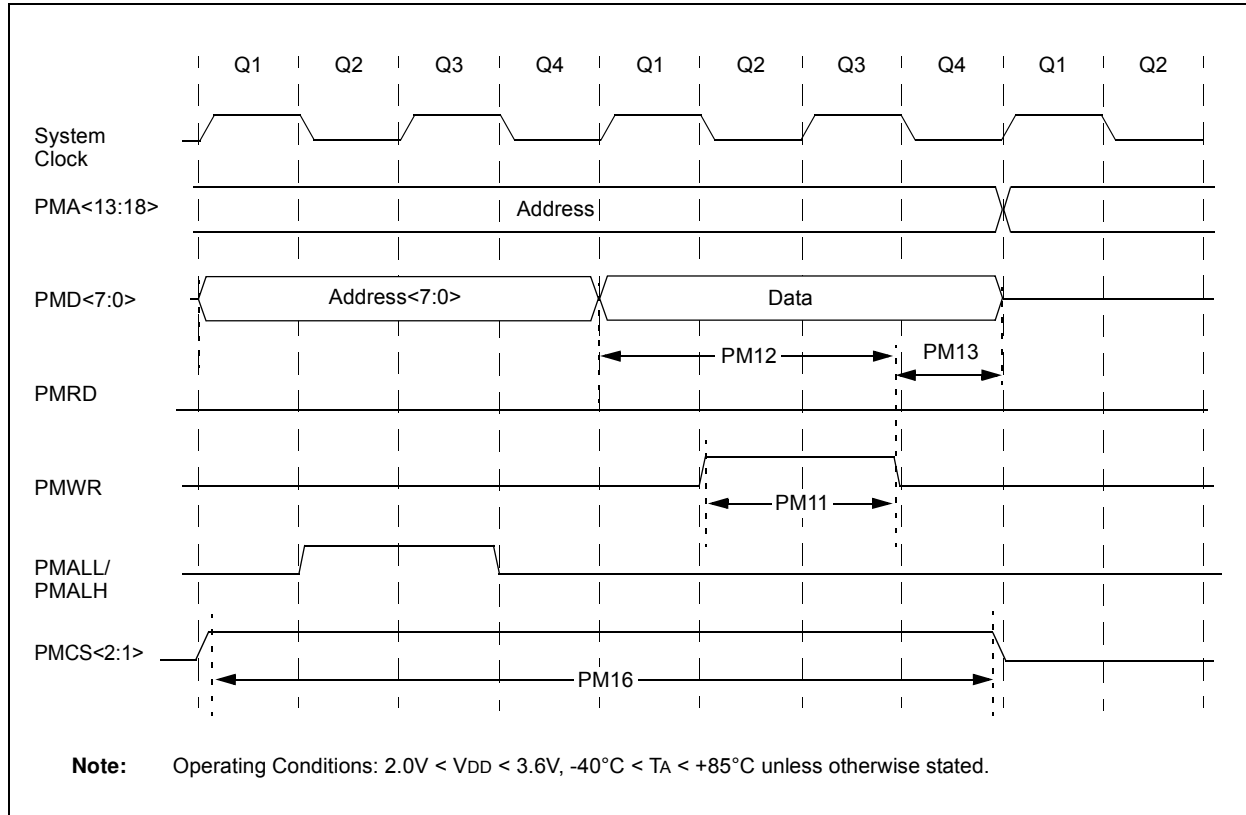 Q1 Q2 Q3 Q4 Q1 Q2 Q3 Q4 Q1 Q2
System
Clock
PMA<13:18>
Address
PMD<7:0>
Address<7:0>
Data
PM12
PM13
PMRD
PMWR
PM11
PMALL/
PMALH
PMCS<2:1>
PM16
Note: Operating Conditions: 2.0V < VDD < 3.6V, -40°C < TA < +85°C unless otherwise stated.